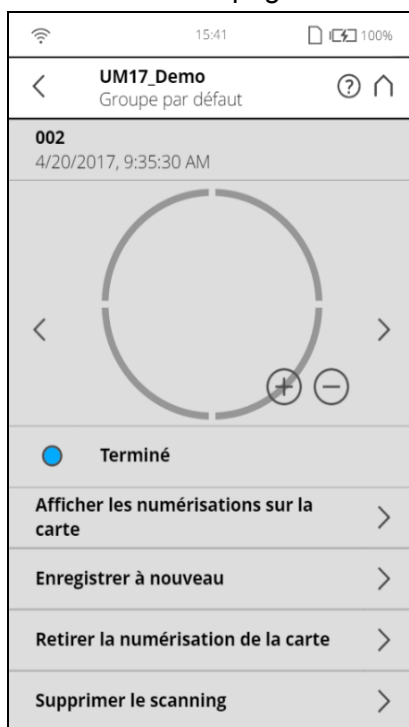 15:41 100%
UM17_Demo
Groupe par défaut
002
4/20/2017, 9:35:30 AM
Terminé
Afficher les numérisations sur la
carte
Enregistrer à nouveau
Retirer la numérisation de la carte
Supprimer le scanning